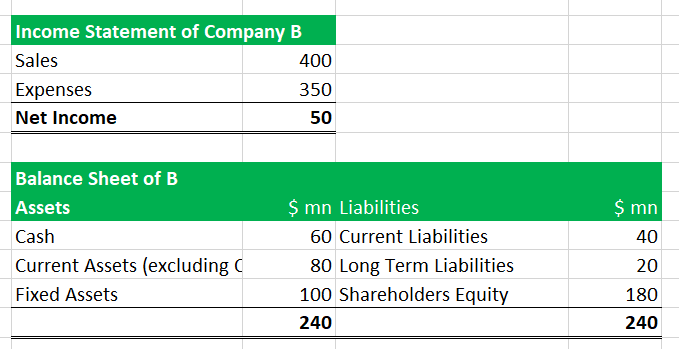 Income Statement of Company B
Sales 400
Expenses 350
Net Income 50
Balance Sheet of B
Assets $ mn Liabilities $ mn
Cash 60 Current Liabilities 40
Current Assets (excluding 80 Long Term Liabilities 20
Fixed Assets 100 Shareholders Equity 180
240 240